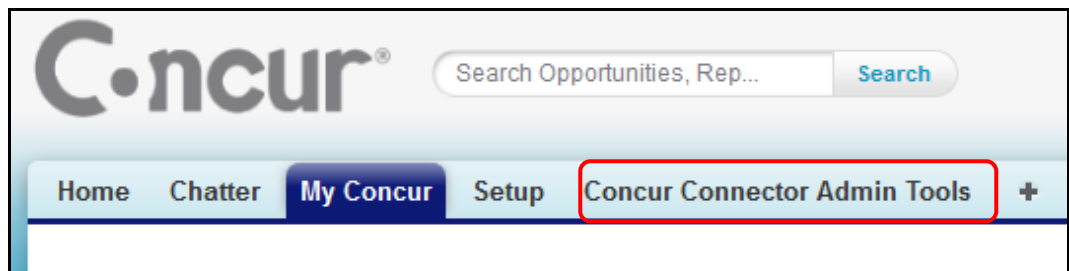 Concur®
Search Opportunities, Rep... Search
Home Chatter My Concur Setup Concur Connector Admin Tools +